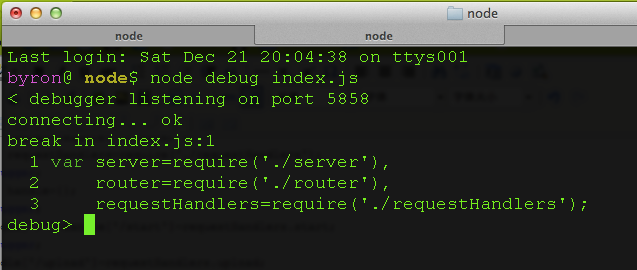 node
node
node
Last login: Sat Dec 21 20:04:38 on ttys001
byron@ node$ node debug index.js
< debugger listening on port 5858
connecting... ok
break in index.js:1
  1 var server=require('./server'),
  2     router=require('./router'),
  3     requestHandlers=require('./requestHandlers');
debug>